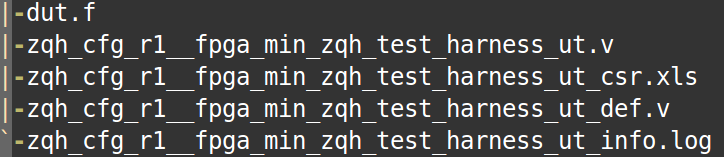 |-dut.f
|-zqh_cfg_r1__fpga_min_zqh_test_harness_ut.v
|-zqh_cfg_r1__fpga_min_zqh_test_harness_ut_csr.xls
|-zqh_cfg_r1__fpga_min_zqh_test_harness_ut_def.v
`-zqh_cfg_r1__fpga_min_zqh_test_harness_ut_info.log